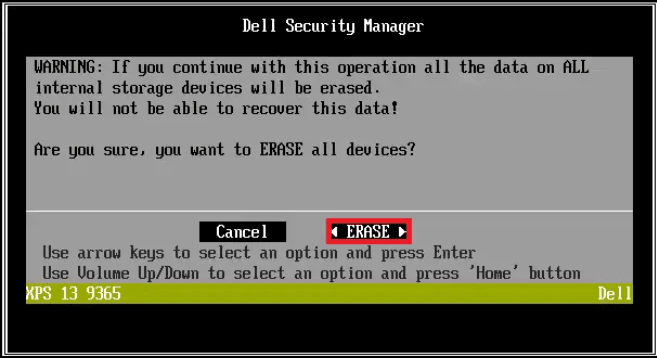 Dell Security Manager
WARNING: If you continue with this operation all the data on ALL
internal storage devices will be erased.
You will not be able to recover this data!
Are you sure, you want to ERASE all devices?
Cancel ERASE
Use arrow keys to select an option and press Enter
Use Volume Up/Down to select an option and press 'Home' button
XPS 13 9365 Dell